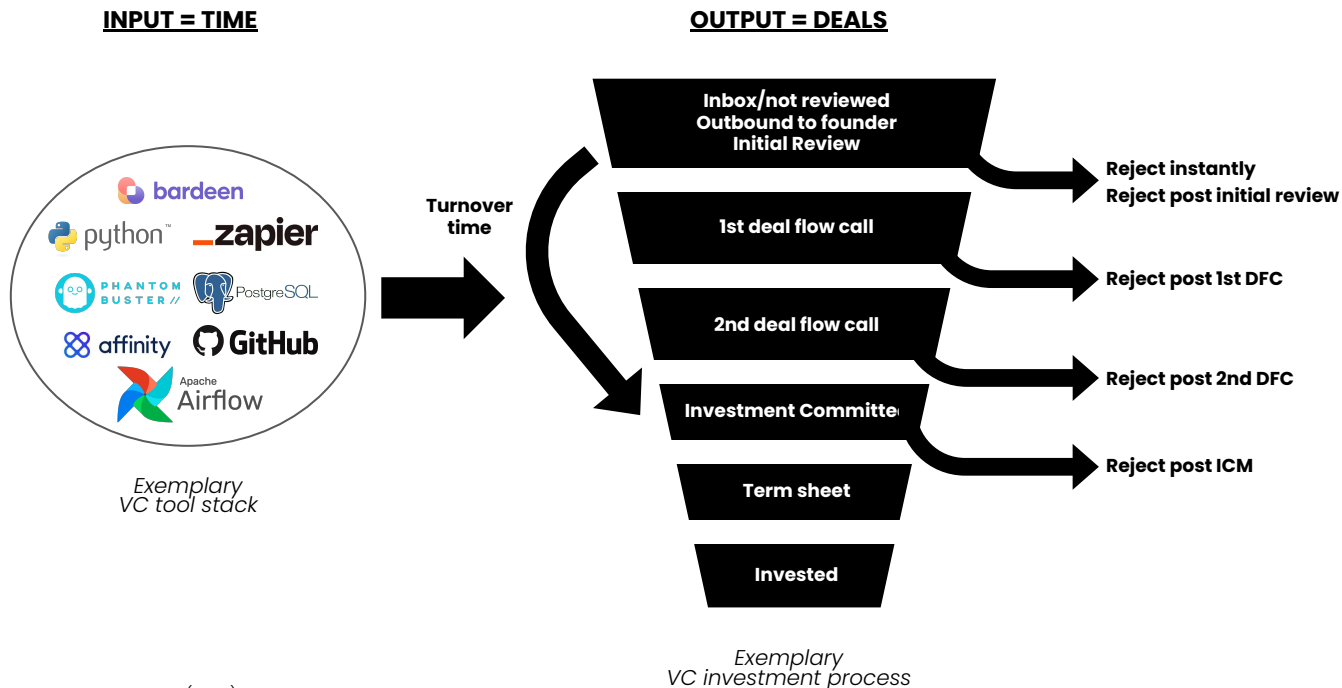 INPUT = TIME
OUTPUT = DEALS
bardeen
python™
zapier
PHANTOM
BUSTER //
PostgreSQL
affinity
GitHub
Apache
Airflow
Exemplary
VC tool stack
Turnover
time
Inbox/not reviewed
Outbound to founder
Initial Review
1st deal flow call
2nd deal flow call
Investment Committe
Term sheet
Invested
Reject instantly
Reject post initial review
Reject post 1st DFC
Reject post 2nd DFC
Reject post ICM
Exemplary
VC investment process